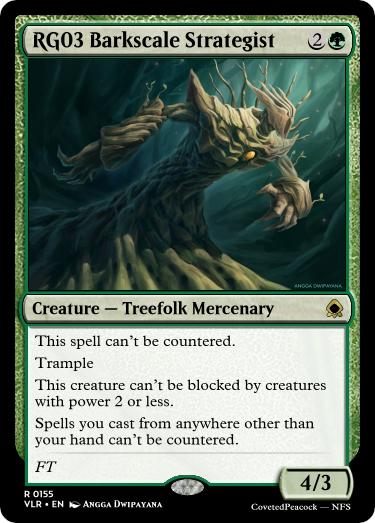 RG03 Barkscale Strategist 2
ANGGA DWIPAYANA
Creature — Treefolk Mercenary
This spell can't be countered.
Trample
This creature can't be blocked by creatures
with power 2 or less.
Spells you cast from anywhere other than
your hand can't be countered.
FT
4/3
R 0155
VLR • EN Angga Dwipayana
CovetedPeacock — NFS